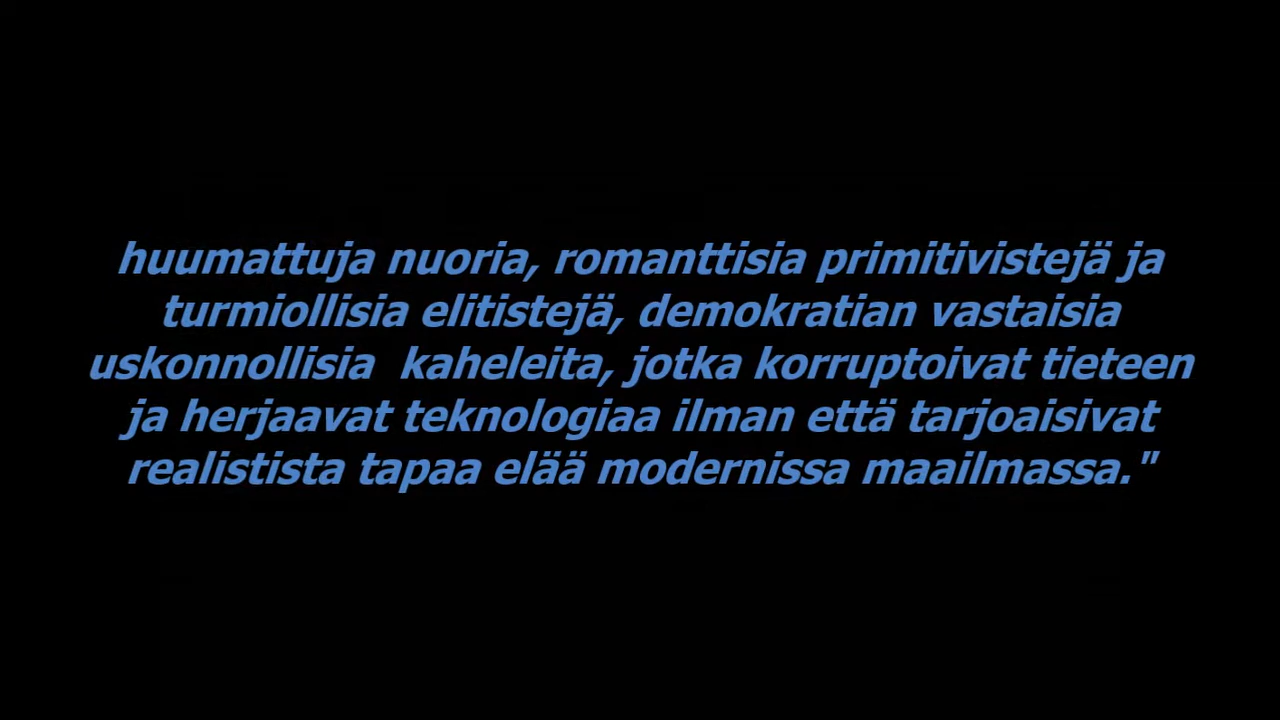 huumattuja nuoria, romanttisia primitivistejä ja
turmiollisia elitistejä, demokratian vastaisia
uskonnollisia  kaheleita, jotka korruptoivat tieteen
ja herjaavat teknologiaa ilman että tarjoaisivat
realistista tapaa elää modernissa maailmassa."